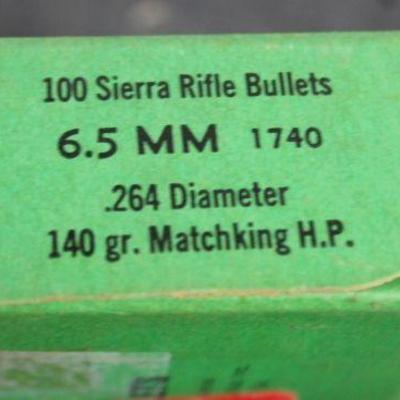 100 Sierra Rifle Bullets
6.5 MM 1740
.264 Diameter
140 gr. Matchking H.P.